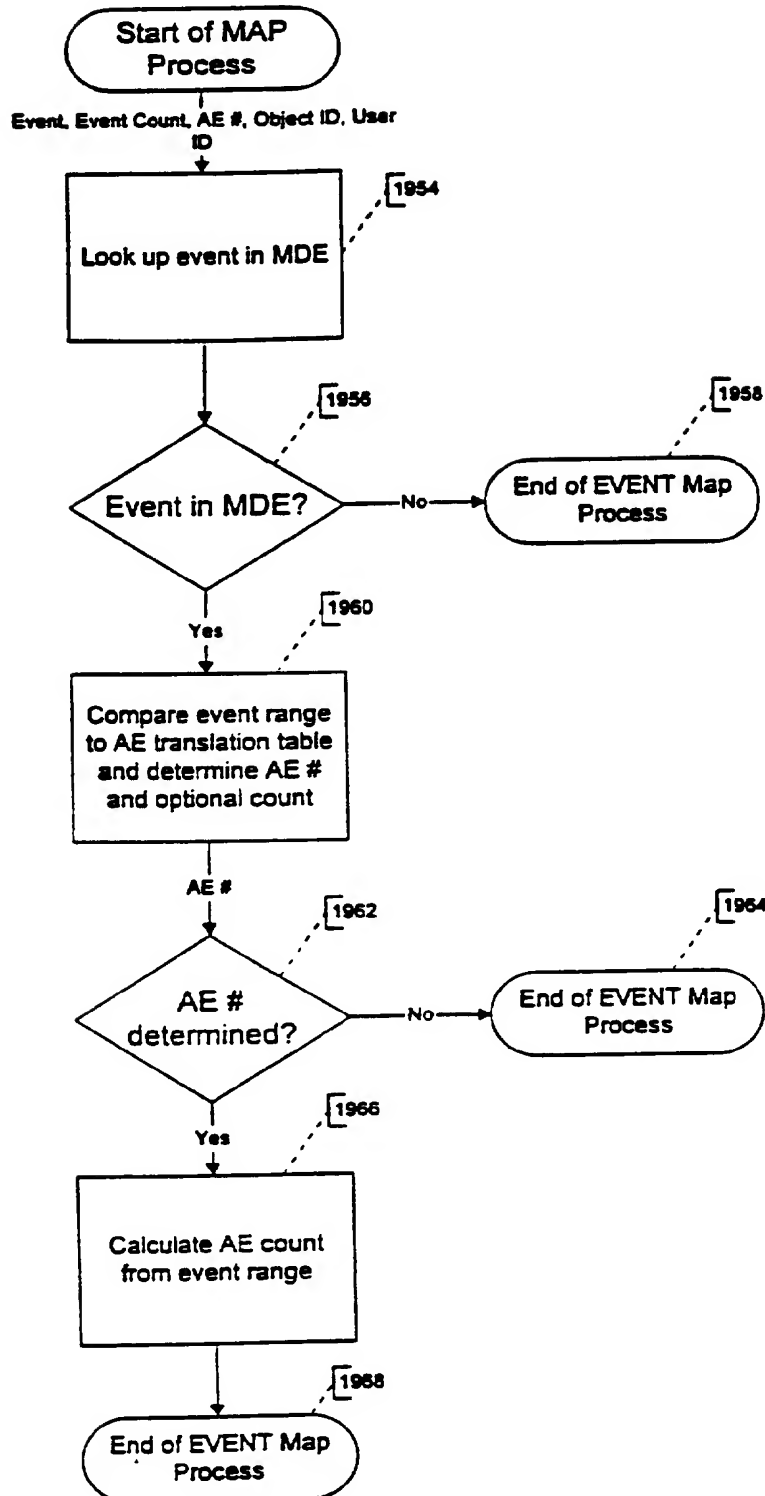 Start of MAP
Process
Event, Event Count, AE #, Object ID, User
ID
1954
Look up event in MDE
1956
Event in MDE?
No
1958
End of EVENT Map
Process
Yes
1960
Compare event range
to AE translation table
and determine AE #
and optional count
AE #
1962
AE #
determined?
No
1964
End of EVENT Map
Process
Yes
1966
Calculate AE count
from event range
1968
End of EVENT Map
Process